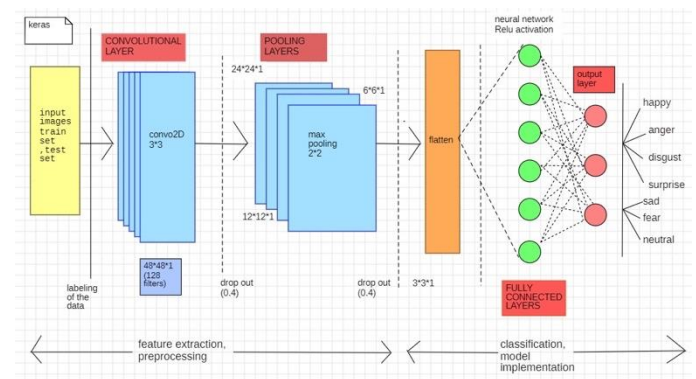 keras
CONVOLUTIONAL
LAYER
POOLING
LAYERS
neural network
Relu activation
output
layer
input
images
train
set
,test
set
convo2D
3*3
24*24*1
6*6*1
max
pooling
2*2
12*12*1
flatten
happy
anger
disgust
surprise
sad
fear
neutral
48*48*1
(128
filters)
labeling
of the
data
drop out
(0.4)
drop out
(0.4)
3*3*1
FULLY
CONNECTED
LAYERS
feature extraction,
preprocessing
classification,
model
implementation